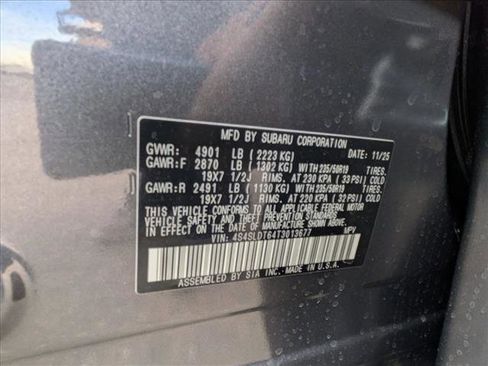 MFD BY SUBARU CORPORATION
GVWR: 4901 LB ( 2223 KG) DATE: 11/25
GAWR:F 2870 LB ( 1302 KG) WITH 235/50R19 TIRES.
19X7 1/2J RIMS. AT 230 KPA ( 33 PSI) COLD
GAWR:R 2491 LB ( 1130 KG) WITH 235/50R19 TIRES.
19X7 1/2J RIMS. AT 220 KPA ( 32 PSI) COLD
THIS VEHICLE CONFORMS TO ALL APPLICABLE FEDERAL MOTOR
VEHICLE SAFETY AND THEFT PREVENTION STANDARDS IN EFFECT
ON THE DATE OF MANUFACTURE SHOWN ABOVE.
VIN: 4S4SLDT64T3013677 MPV
ASSEMBLED BY SIA INC. MADE IN U.S.A.